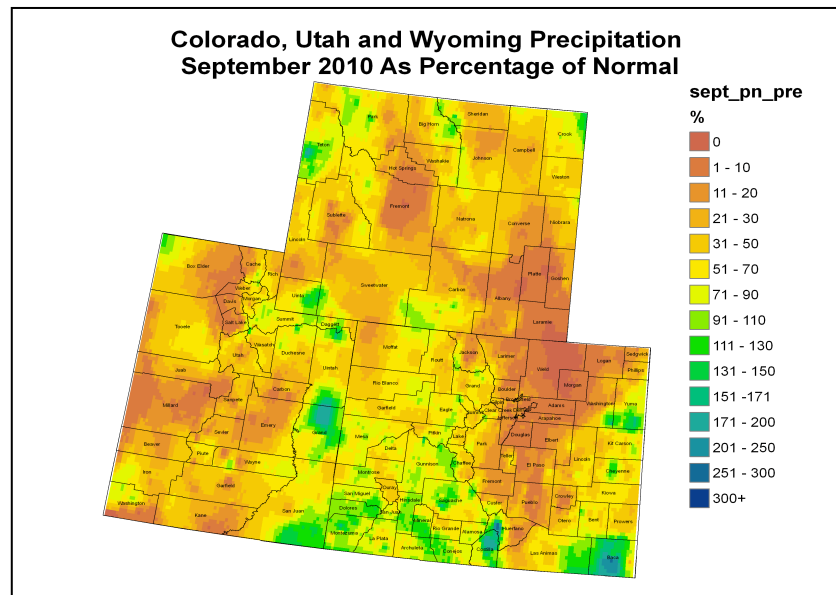 Colorado, Utah and Wyoming Precipitation
September 2010 As Percentage of Normal
sept_pn_pre
%
0
1 - 10
11 - 20
21 - 30
31 - 50
51 - 70
71 - 90
91 - 110
111 - 130
131 - 150
151 -171
171 - 200
201 - 250
251 - 300
300+
Sheridan
Park
Big Horn
Crook
Teton
Campbell
Johnson
Washakie
Hot Springs
Weston
Fremont
Sublette
Natrona
Converse
Niobrara
Lincoln
Platte
Goshen
Sweetwater
Carbon
Uinta
Albany
Laramie
Box Elder
Cache
Rich
Weber
Morgan
Davis
Salt Lake
Summit
Daggett
Tooele
Wasatch
Duchesne
Utah
Uintah
Juab
Carbon
Millard
Sanpete
Emery
Grand
Sevier
Beaver
Piute
Wayne
Iron
Garfield
Washington
Kane
San Juan
Moffat
Routt
Jackson
Larimer
Weld
Logan
Sedgwick
Phillips
Morgan
Grand
Boulder
Rio Blanco
Garfield
Eagle
Summit
Clear Creek
Denver
Jefferson
Adams
Arapahoe
Washington
Yuma
Mesa
Pitkin
Lake
Park
Douglas
Elbert
Kit Carson
Delta
Gunnison
Chaffee
Teller
El Paso
Lincoln
Cheyenne
Montrose
Ouray
Fremont
Kiowa
San Miguel
Hinsdale
Saguache
Custer
Pueblo
Crowley
Dolores
San Juan
Mineral
Rio Grande
Alamosa
Huerfano
Otero
Bent
Prowers
Montezuma
La Plata
Archuleta
Conejos
Costilla
Las Animas
Baca